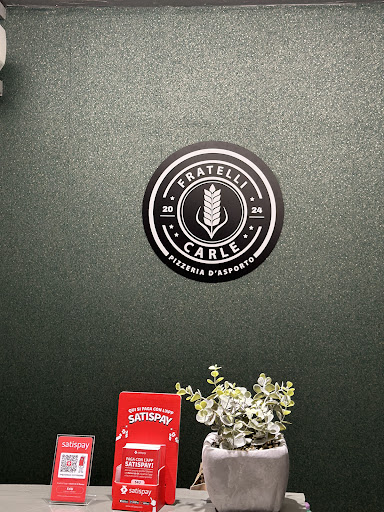 FRATELLI
20 24
CARLE
PIZZERIA D'ASPORTO
QUI SI PAGA CON L'APP
SATISPAY
PAGA CON L'APP
SATISPAY!
satispay
satispay